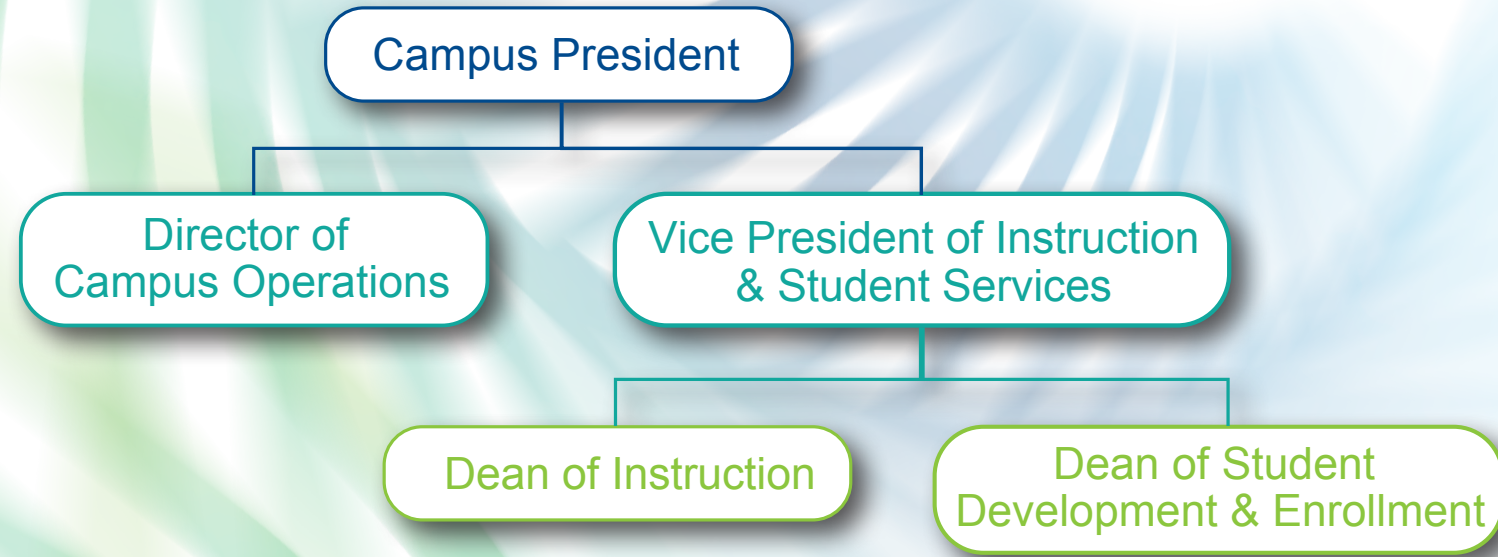 Campus President
Director of
Campus Operations
Vice President of Instruction
& Student Services
Dean of Instruction
Dean of Student
Development & Enrollment